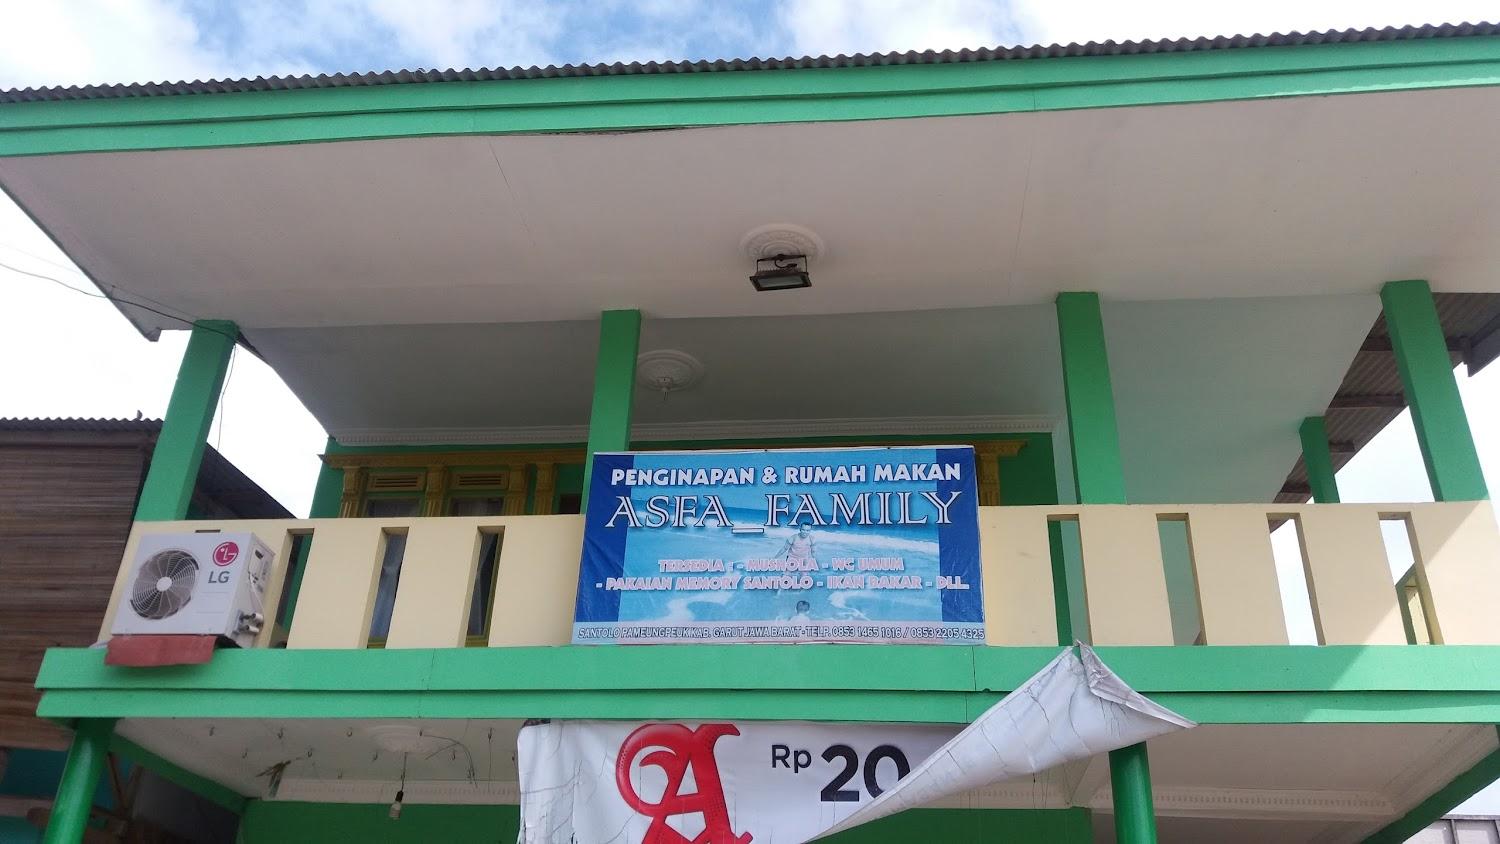 PENGINAPAN & RUMAH MAKAN
ASFA_FAMILY
TERSEDIA : - MUSHOLA - WC UMUM
- PAKAIAN MEMORY SANTOLO - IKAN BAKAR - DLL.
SANTOLO PAMEUNGPEUK KAB. GARUT JAWA BARAT - TELP. 0853 1465 1016 / 0853 2205 4325
LG
A Rp 20